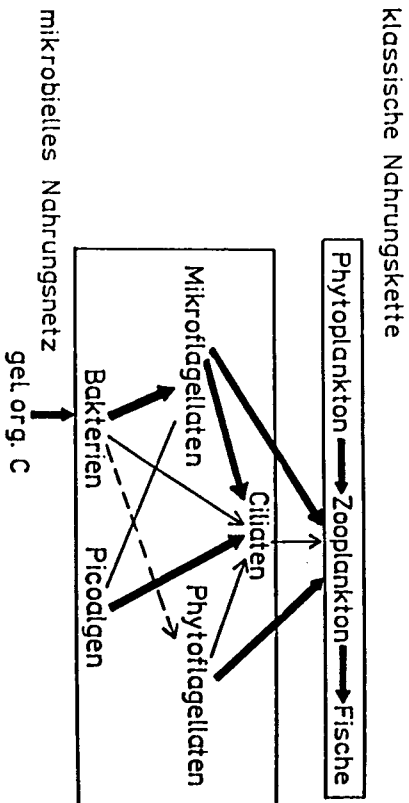 klassische Nahrungskette
Phytoplankton Zooplankton Fische
Ciliaten
Mikroflagellaten Phytoflagellaten
Bakterien Picoalgen
mikrobielles Nahrungsnetz
gel.org. C